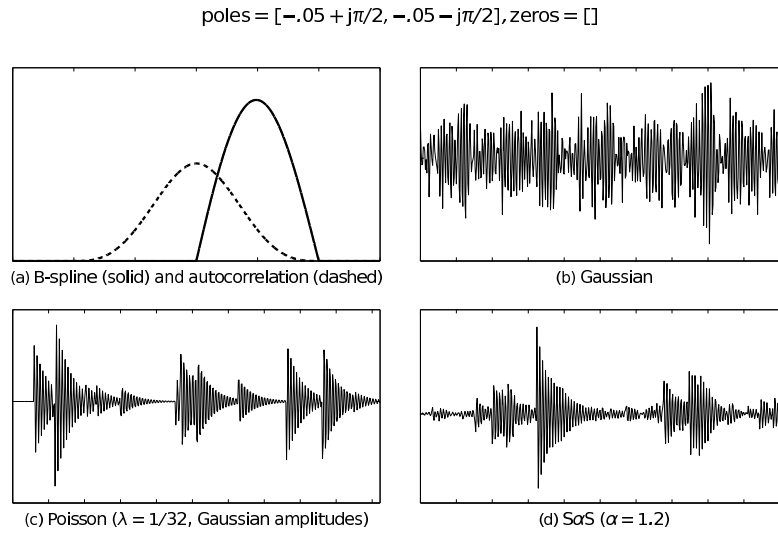 poles = [−.05 + jπ/2, −.05 − jπ/2], zeros = []
(a) B-spline (solid) and autocorrelation (dashed)
(b) Gaussian
(c) Poisson (λ = 1/32, Gaussian amplitudes)
(d) SαS (α = 1.2)